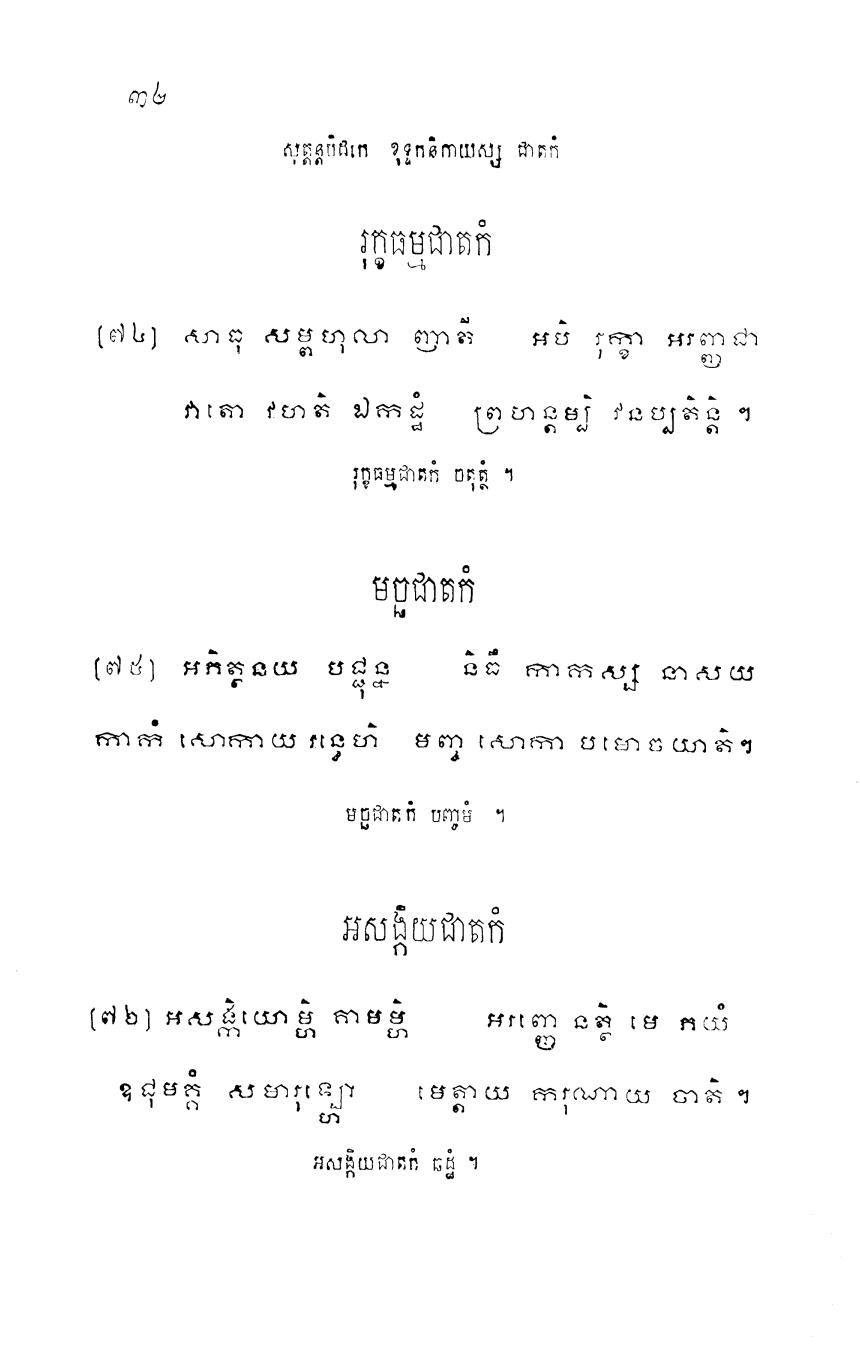 ៣៤
សុត្តន្តបិដកេ ខុទ្ទកនិកាយស្ស ជាតកំ
រុក្ខធម្មជាតកំ
[៧៤] សាធុ សម្ពហុលា ញាតី អបិ រុក្ខា អរញ្ញជា
វាតោ វហតិ ឯកដ្ឋំ ព្រហន្តម្បិ វនប្បតិន្តិ ។
រុក្ខធម្មជាតកំ ចតុត្ថំ ។
មច្ឆជាតកំ
[៧៥] អភិត្ថនយ បជ្ជុន្ន និធឹ កាកស្ស នាសយ
កាកំ សោកាយ រន្ធេហិ មញ្ច សោកា បមោចយាតិ។
មច្ឆជាតកំ បញ្ចមំ ។
អសង្កិយជាតកំ
[៧៦] អសង្កិយោម្ហិ គាមម្ហិ អរញ្ញេ នត្ថិ មេ ភយំ
ឧជុមគ្គំ សមារុឡ្ហោ មេត្តាយ ករុណាយ ចាតិ ។
អសង្កិយជាតកំ ឆដ្ឋំ ។